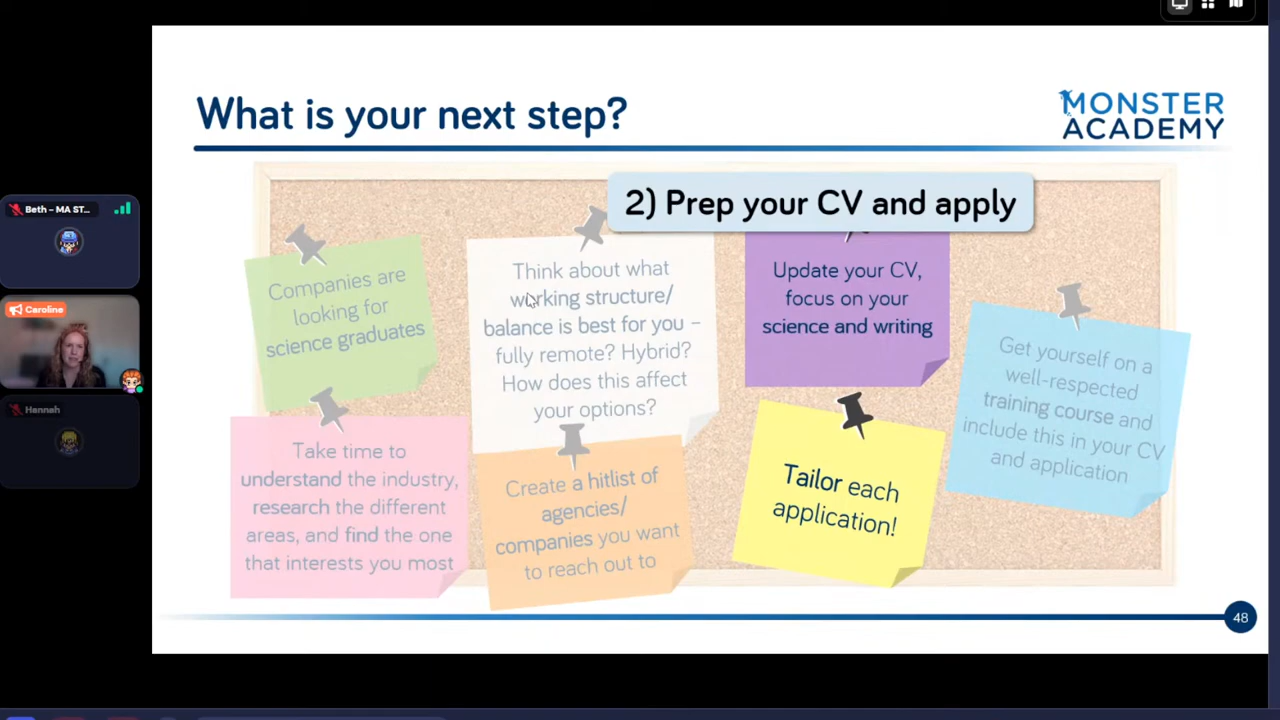 What is your next step?
MONSTER
ACADEMY
2) Prep your CV and apply
Companies are
looking for
science graduates
Think about what
working structure/
balance is best for you –
fully remote? Hybrid?
How does this affect
your options?
Update your CV,
focus on your
science and writing
Get yourself on a
well-respected
training course and
include this in your CV
and application
Take time to
understand the industry,
research the different
areas, and find the one
that interests you most
Create a hitlist of
agencies/
companies you want
to reach out to
Tailor each
application!
48
Beth – MA ST...
Caroline
Hannah